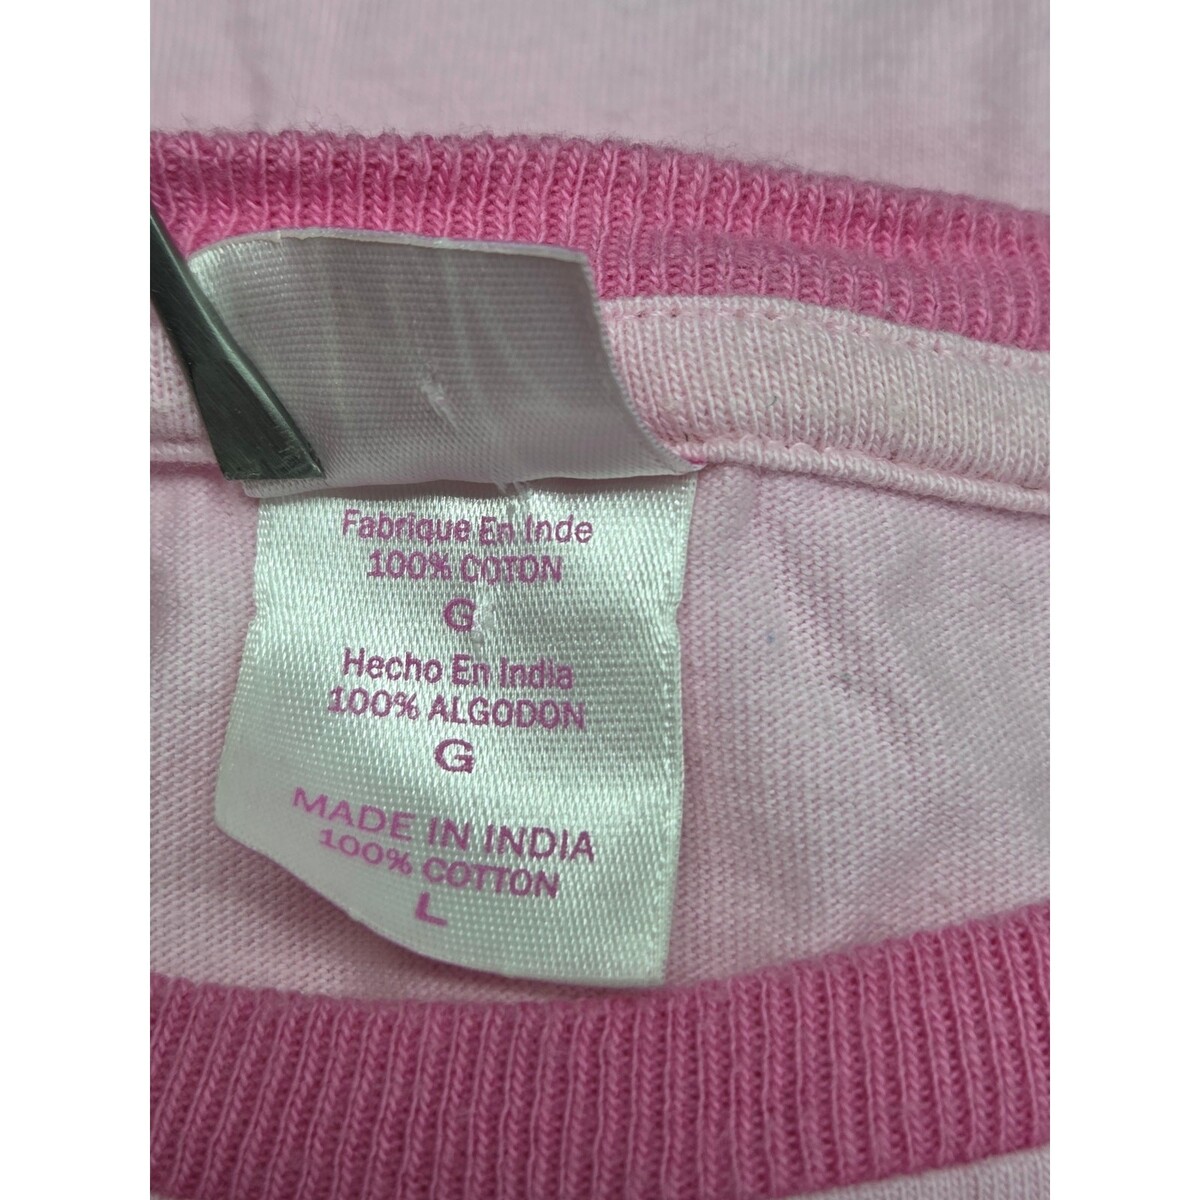 Fabrique En Inde
100% COTON
G
Hecho En India
100% ALGODON
G
MADE IN INDIA
100% COTTON
L